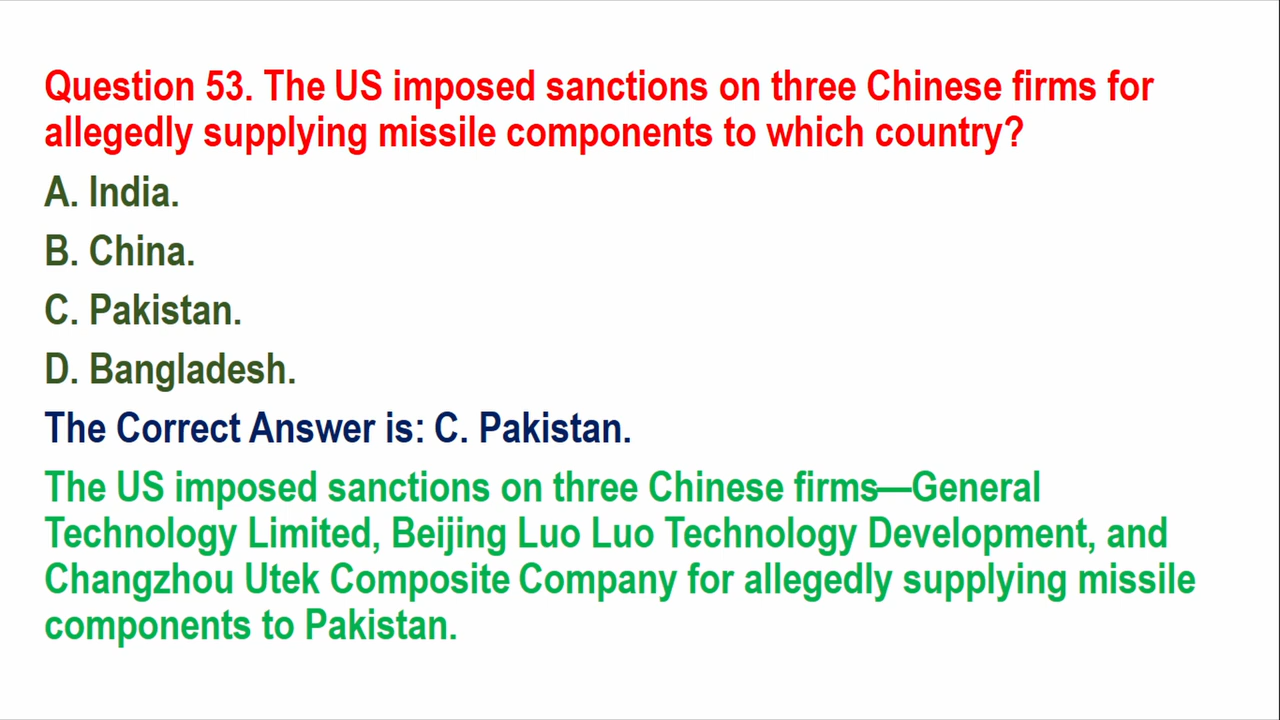 Question 53. The US imposed sanctions on three Chinese firms for
allegedly supplying missile components to which country?
A. India.
B. China.
C. Pakistan.
D. Bangladesh.
The Correct Answer is: C. Pakistan.
The US imposed sanctions on three Chinese firms—General
Technology Limited, Beijing Luo Luo Technology Development, and
Changzhou Utek Composite Company for allegedly supplying missile
components to Pakistan.